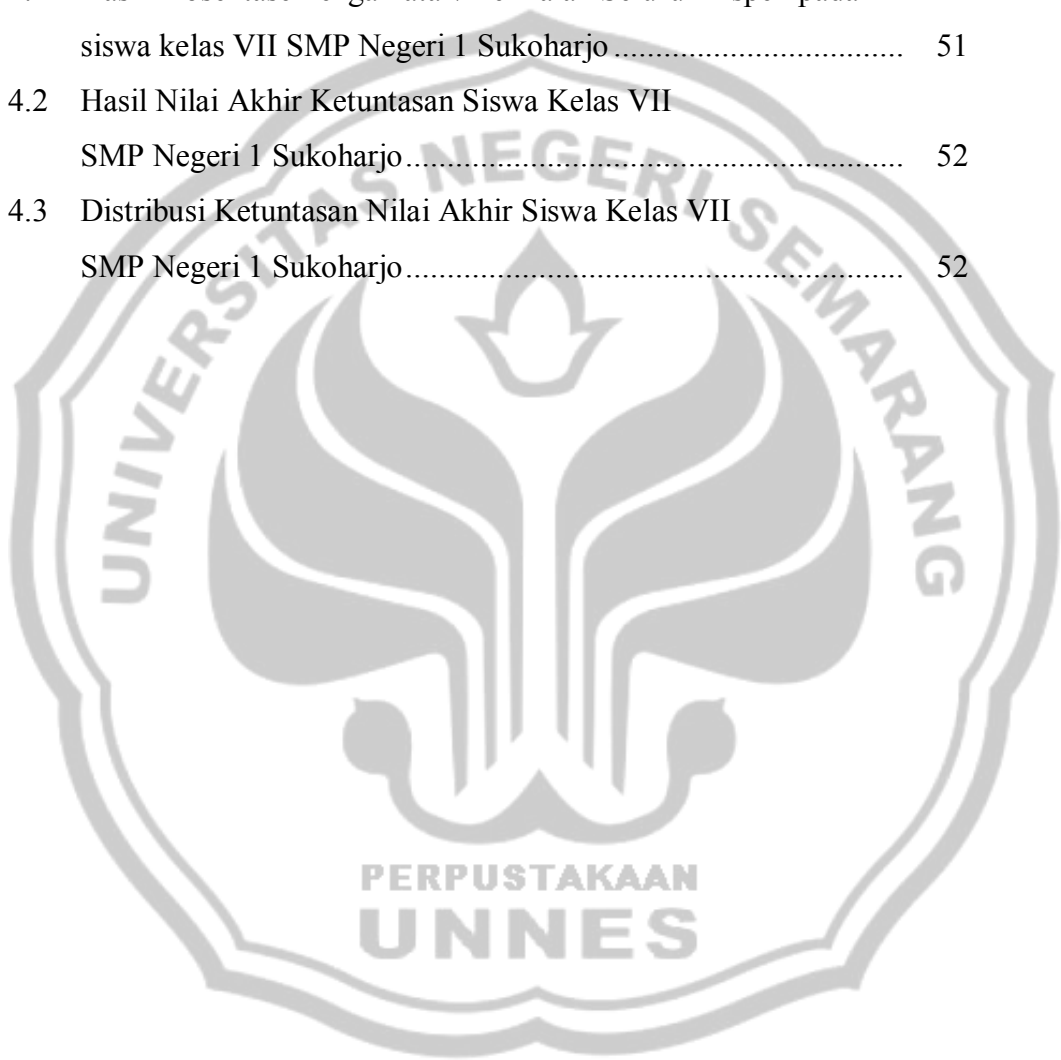 siswa kelas VII SMP Negeri 1 Sukoharjo ............................... 51
4.2 Hasil Nilai Akhir Ketuntasan Siswa Kelas VII
SMP Negeri 1 Sukoharjo ............................................................ 52
4.3 Distribusi Ketuntasan Nilai Akhir Siswa Kelas VII
SMP Negeri 1 Sukoharjo ............................................................ 52
UNIVERSITAS NEGERI SEMARANG
PERPUSTAKAAN
UNNES